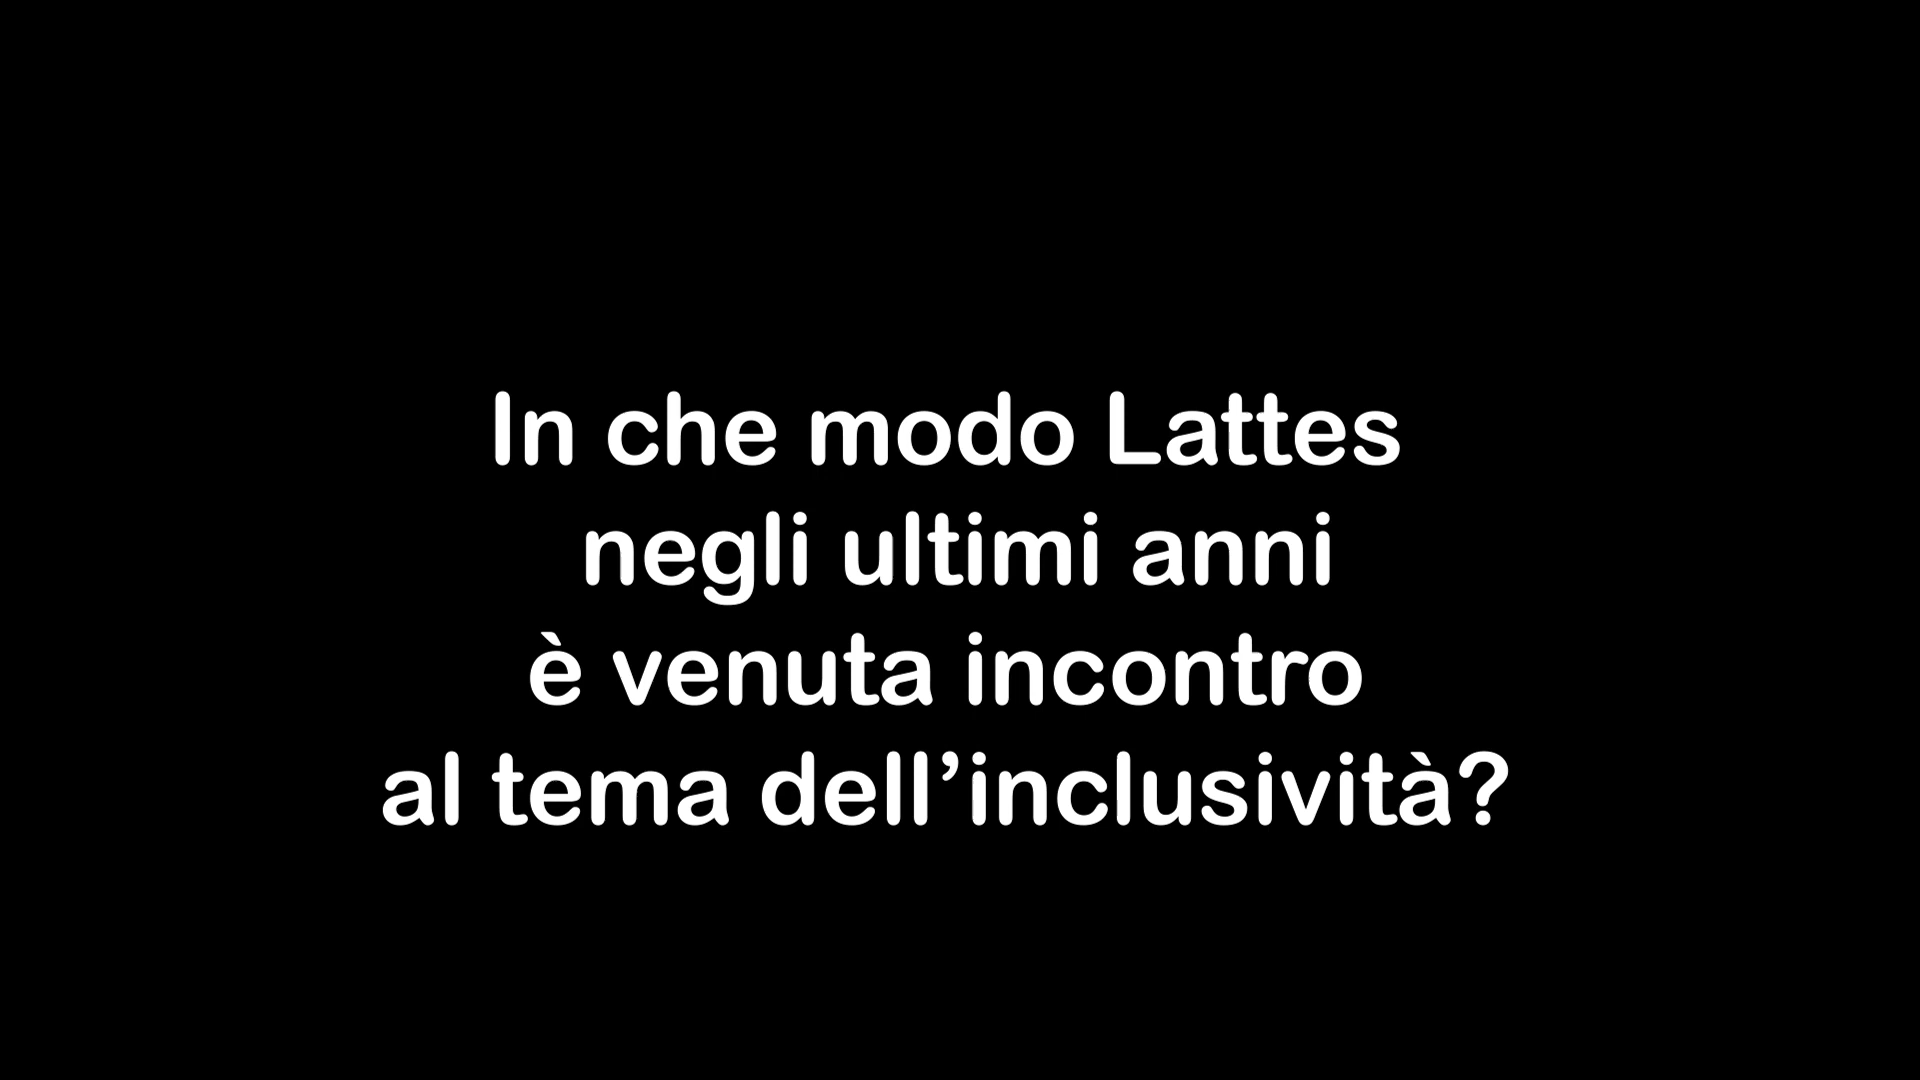 In che modo Lattes
negli ultimi anni
è venuta incontro
al tema dell’inclusività?